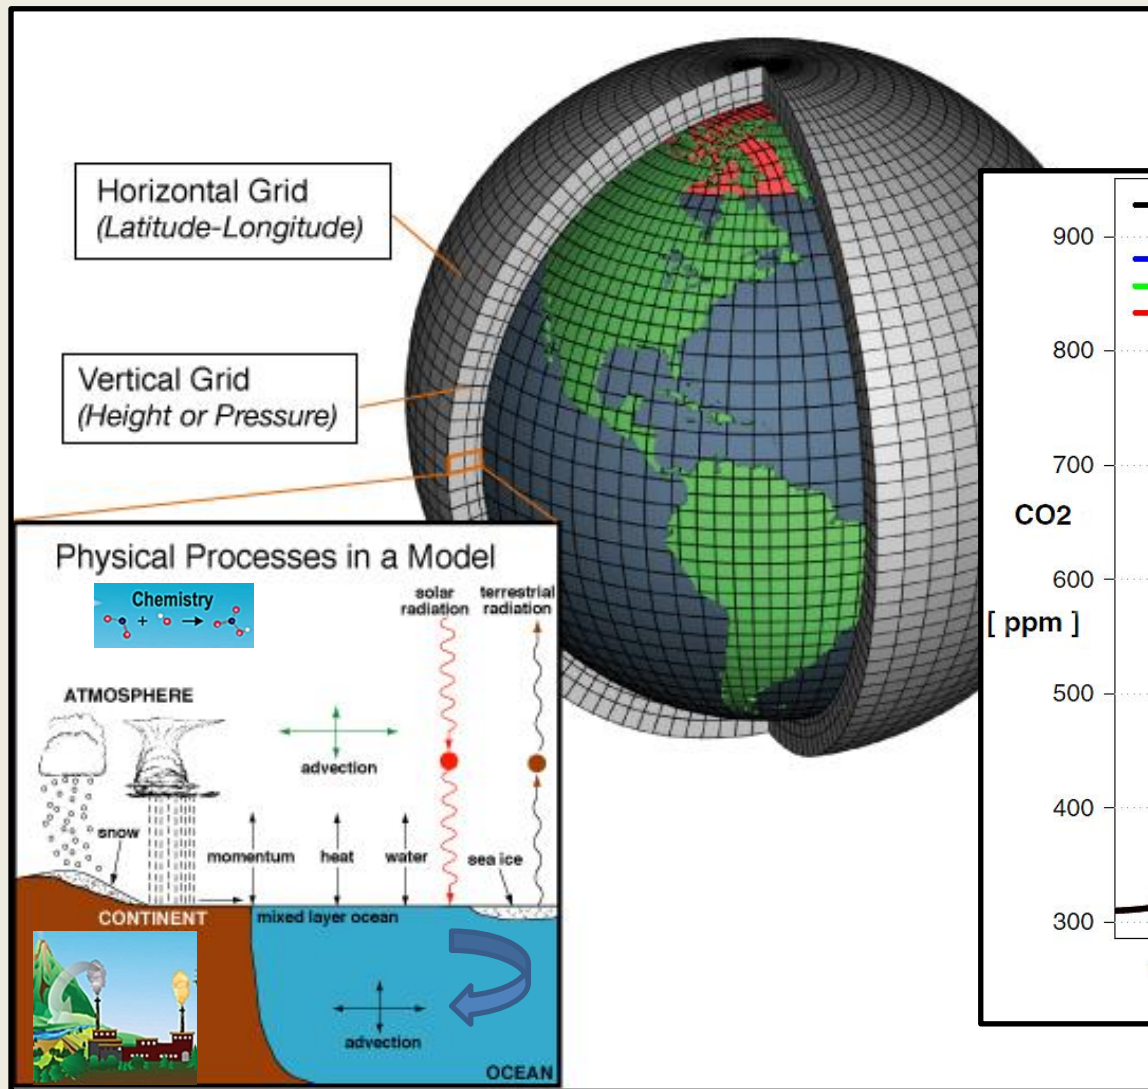 Horizontal Grid
(Latitude-Longitude)
Vertical Grid
(Height or Pressure)
Physical Processes in a Model
Chemistry
+
solar
radiation
terrestrial
radiation
ATMOSPHERE
advection
snow
momentum
heat
water
sea ice
CONTINENT
mixed layer ocean
advection
OCEAN
900
800
700
CO2
600
[ ppm ]
500
400
300